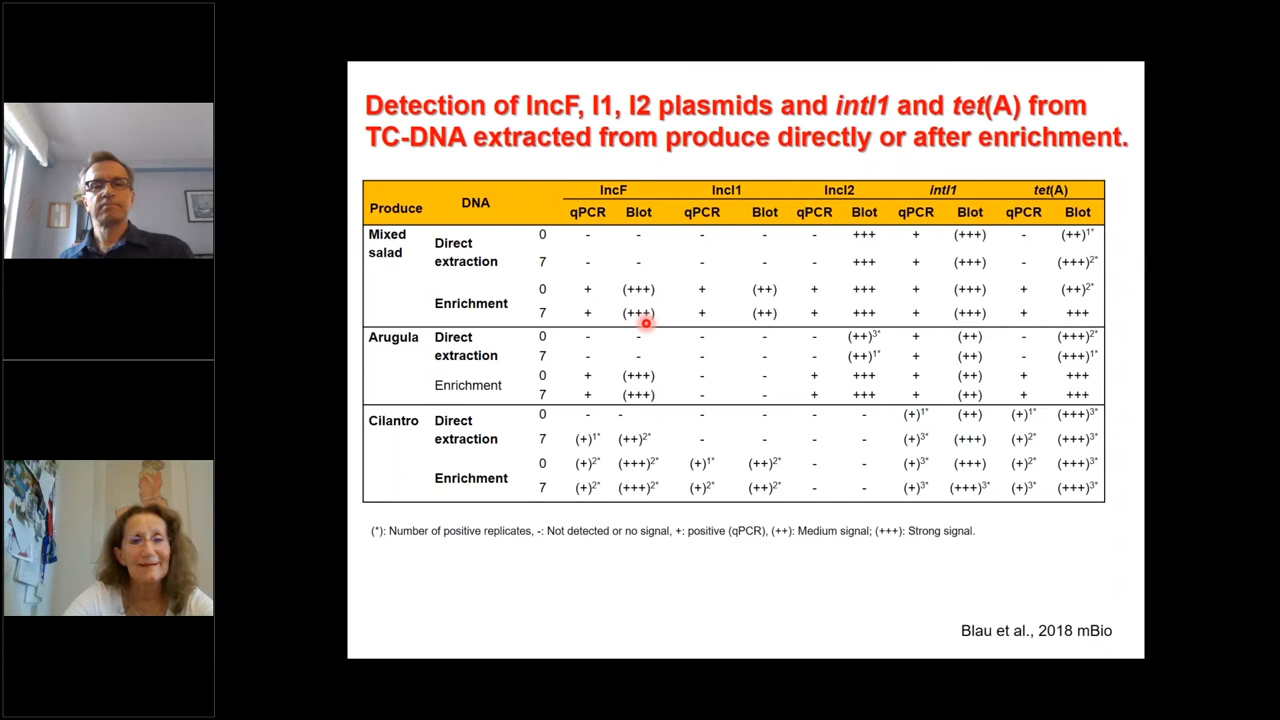 Detection of IncF, I1, I2 plasmids and intI1 and tet(A) from
TC-DNA extracted from produce directly or after enrichment.
IncF IncI1 IncI2 intI1 tet(A)
Produce DNA
qPCR Blot qPCR Blot qPCR Blot qPCR Blot qPCR Blot
Mixed salad Direct extraction 0 - - - - - +++ + (+++) - (++)1*
7 - - - - - +++ + (+++) - (+++)2*
Enrichment 0 + (+++) + (++) + +++ + (+++) + (++)2*
7 + (+++) + (++) + +++ + (+++) + +++
Arugula Direct extraction 0 - - - - - (++)3* + (++) - (+++)2*
7 - - - - - (++)1* + (++) - (+++)1*
Enrichment 0 + (+++) - - + +++ + (++) + +++
7 + (+++) - - + +++ + (++) + +++
Cilantro Direct extraction 0 - - - - - - (+)1* (++) (+)1* (+++)3*
7 (+)1* (++)2* - - - - (+)3* (+++) (+)2* (+++)3*
Enrichment 0 (+)2* (+++)2* (+)1* (++)2* - - (+)3* (+++) (+)2* (+++)3*
7 (+)2* (+++)2* (+)2* (++)2* - - (+)3* (+++)3* (+)3* (+++)3*
(*): Number of positive replicates, -: Not detected or no signal, +: positive (qPCR), (++): Medium signal; (+++): Strong signal.
Blau et al., 2018 mBio